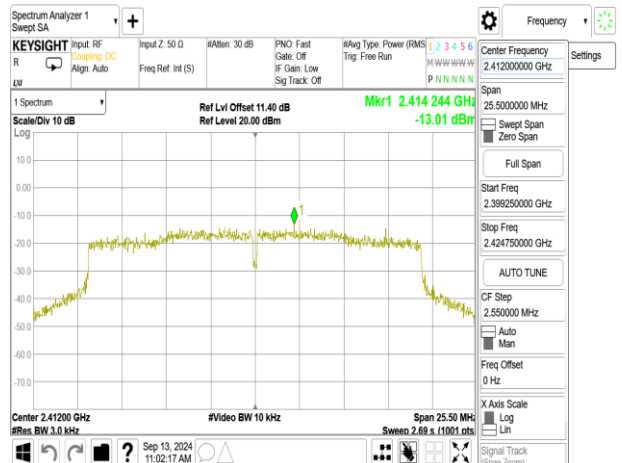 Spectrum Analyzer 1
Swept SA
+
Frequency
KEYSIGHT
R
Input: RF
Coupling: DC
Align: Auto
Input Z: 50 Ω
Freq Ref: Int (S)
#Atten: 30 dB
PNO: Fast
Gate: Off
IF Gain: Low
Sig Track: Off
#Avg Type: Power (RMS
Trig: Free Run
1 2 3 4 5 6
M W W W W W
P N N N N N
Settings
1 Spectrum
Scale/Div 10 dB
Log
Ref Lvl Offset 11.40 dB
Ref Level 20.00 dBm
Mkr1 2.414 244 GHz
-13.01 dBm
10.0
0.00
-10.0
-20.0
-30.0
-40.0
-50.0
-60.0
-70.0
1
Center 2.41200 GHz
#Res BW 3.0 kHz
#Video BW 10 kHz
Span 25.50 MHz
Sweep 2.69 s (1001 pts
Center Frequency
2.412000000 GHz
Span
25.5000000 MHz
Swept Span
Zero Span
Full Span
Start Freq
2.399250000 GHz
Stop Freq
2.424750000 GHz
AUTO TUNE
CF Step
2.550000 MHz
Auto
Man
Freq Offset
0 Hz
X Axis Scale
Log
Lin
Signal Track
(Span Zoom)
?
Sep 13, 2024
11:02:17 AM